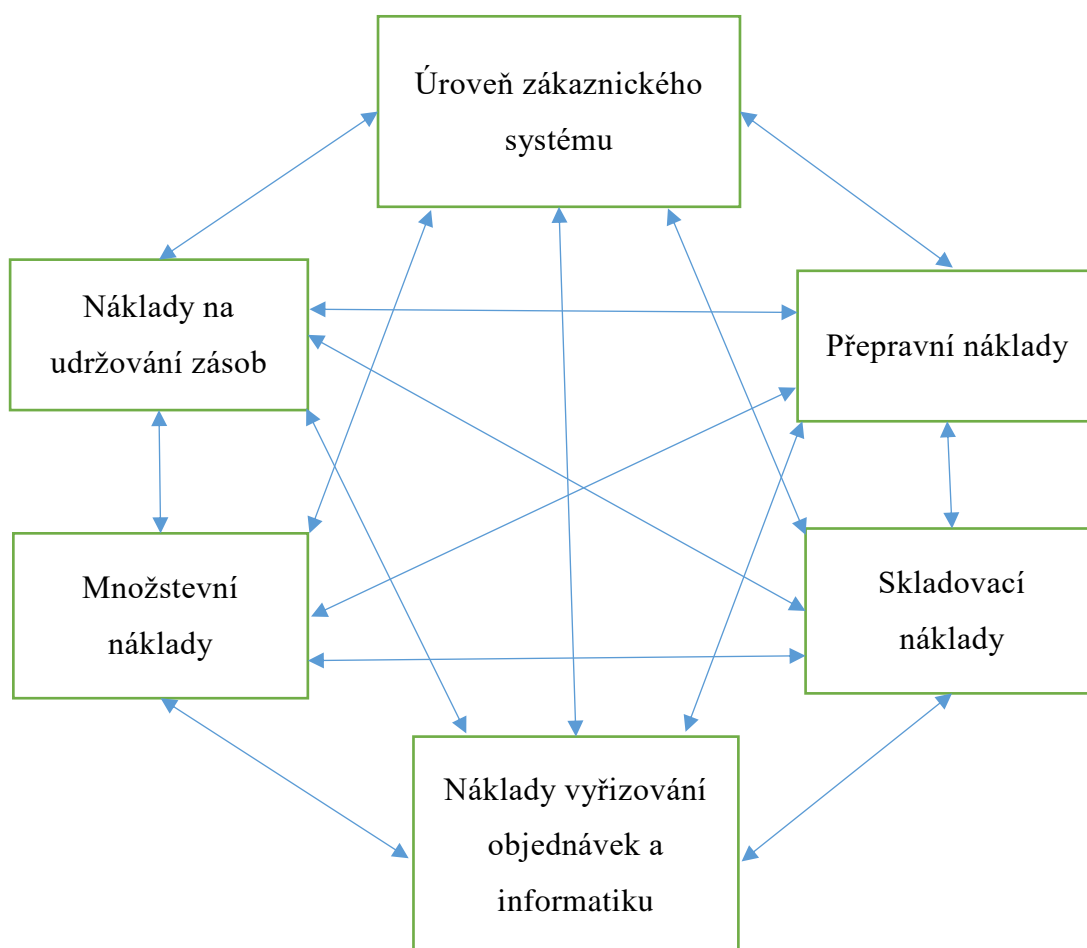 Úroveň zákaznického
systému
Náklady na
udržování zásob
Přepravní náklady
Množstevní
náklady
Skladovací
náklady
Náklady vyřizování
objednávek a
informatiku